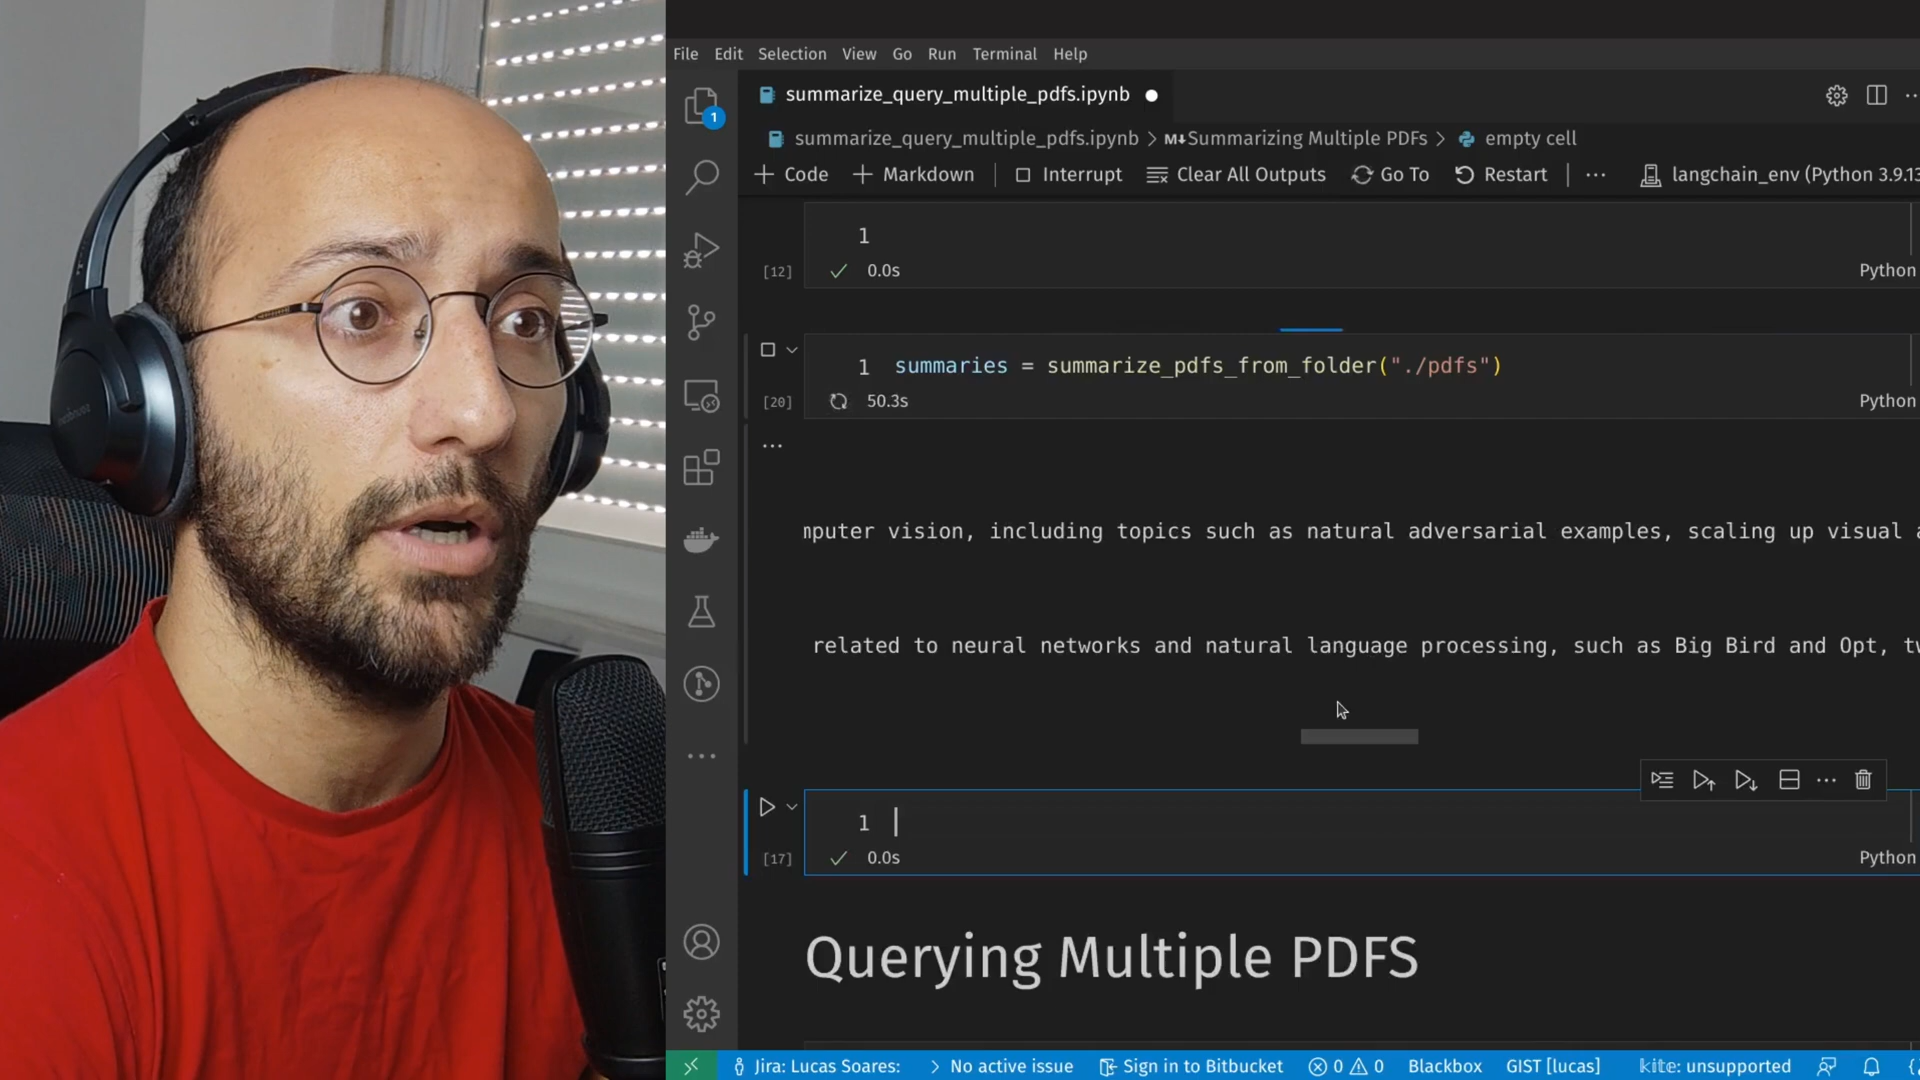 File Edit Selection View Go Run Terminal Help
summarize_query_multiple_pdfs.ipynb
1
summarize_query_multiple_pdfs.ipynb > M↓Summarizing Multiple PDFs > empty cell
+ Code + Markdown Interrupt Clear All Outputs Go To Restart ... langchain_env (Python 3.9.13
1
[12] 0.0s Python
1 summaries = summarize_pdfs_from_folder("./pdfs")
[20] 50.3s Python
...
mputer vision, including topics such as natural adversarial examples, scaling up visual a
related to neural networks and natural language processing, such as Big Bird and Opt, tw
1
[17] 0.0s Python
Querying Multiple PDFS
Jira: Lucas Soares: > No active issue Sign in to Bitbucket 0 0 Blackbox GIST [lucas] kite: unsupported